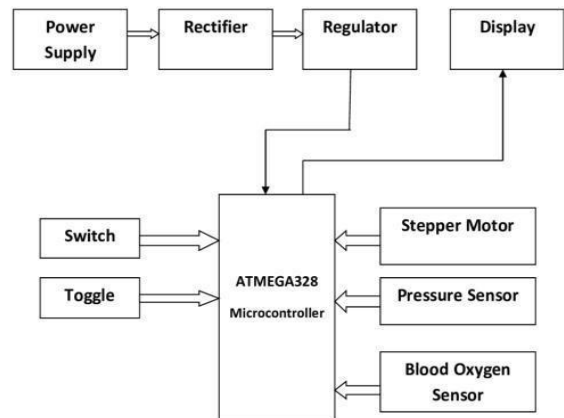 Power
Supply
Rectifier
Regulator
Display
Switch
Toggle
ATMEGA328
Microcontroller
Stepper Motor
Pressure Sensor
Blood Oxygen
Sensor